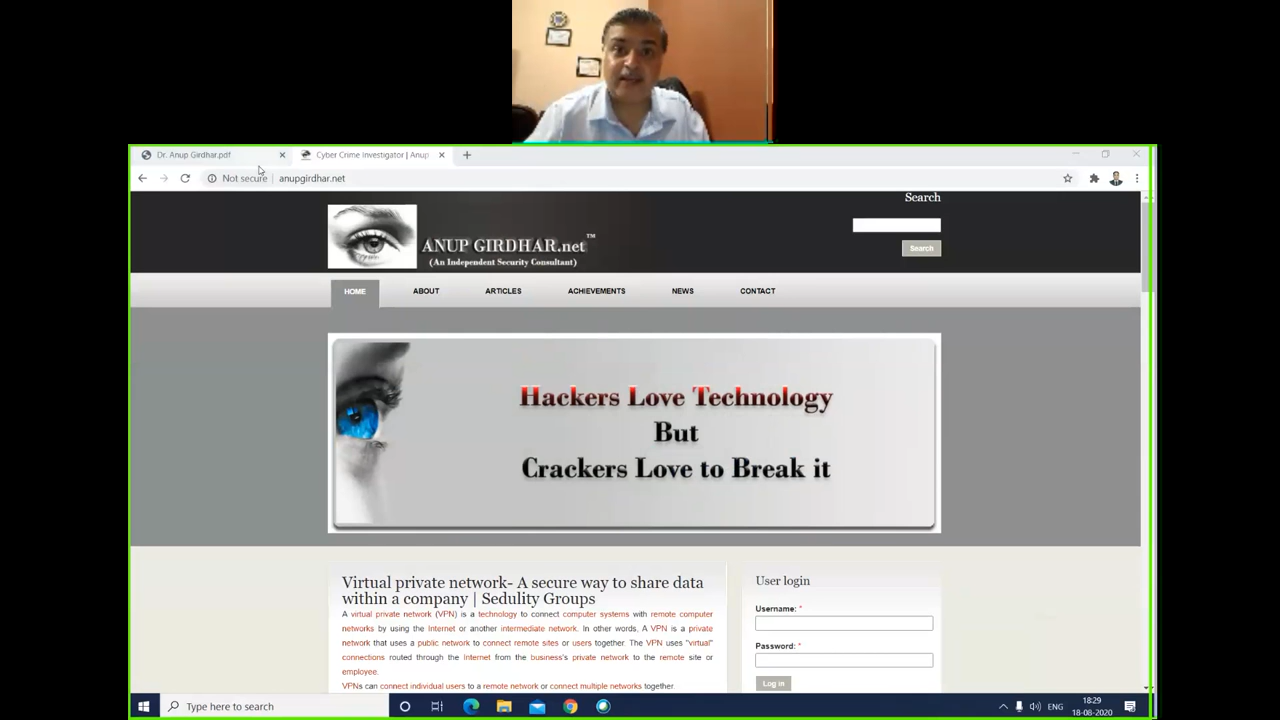 Dr. Anup Girdhar.pdf
Cyber Crime Investigator | Anup
Not secure
anupgirdhar.net
Search
ANUP GIRDHAR.net™
(An Independent Security Consultant)
Search
HOME
ABOUT
ARTICLES
ACHIEVEMENTS
NEWS
CONTACT
Hackers Love Technology
But
Crackers Love to Break it
Virtual private network- A secure way to share data
within a company | Sedulity Groups
A virtual private network (VPN) is a technology to connect computer systems with remote computer
networks by using the Internet or another intermediate network. In other words, A VPN is a private
network that uses a public network to connect remote sites or users together. The VPN uses "virtual"
connections routed through the Internet from the business's private network to the remote site or
employee.
VPNs can connect individual users to a remote network or connect multiple networks together.
User login
Username: *
Password: *
Log in
Type here to search
ENG
18:29
18-08-2020